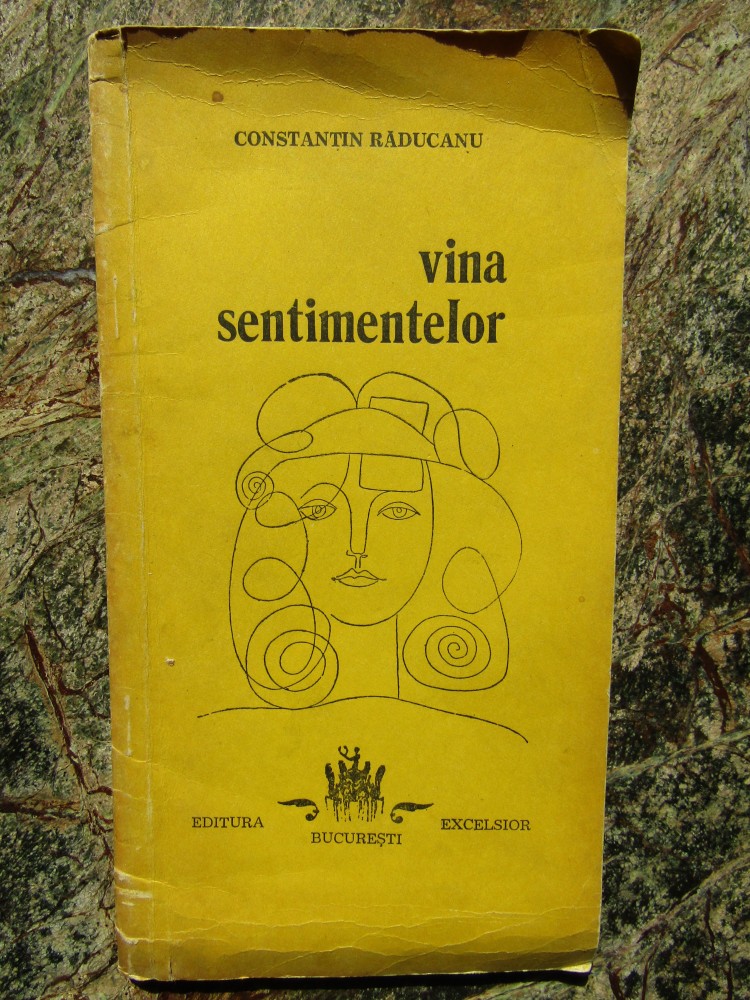 CONSTANTIN RĂDUCANU
vina
sentimentelor
EDITURA EXCELSIOR
BUCUREȘTI